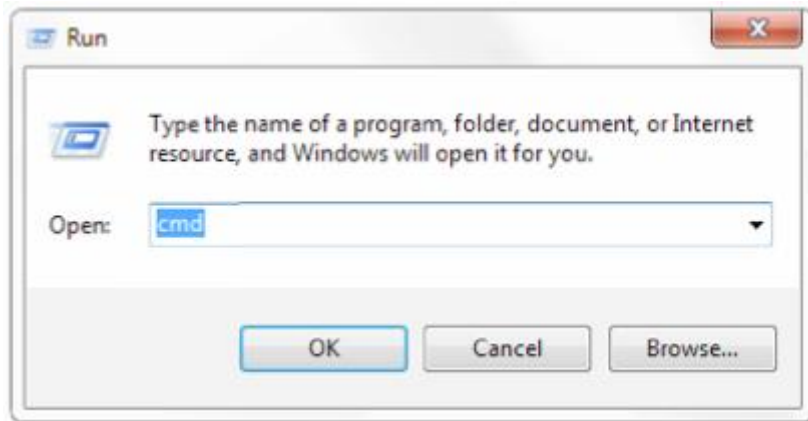 Run
Type the name of a program, folder, document, or Internet
resource, and Windows will open it for you.
Open: cmd
OK Cancel Browse...